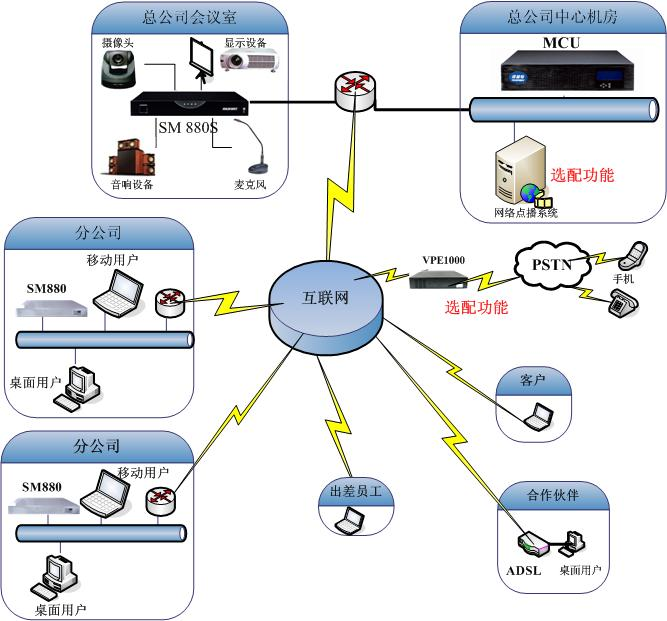 总公司会议室
摄像头
显示设备
SM 880S
音响设备
麦克风
总公司中心机房
MCU
选配功能
网络点播系统
分公司
移动用户
SM880
桌面用户
互联网
VPE1000
选配功能
PSTN
手机
客户
分公司
移动用户
SM880
桌面用户
出差员工
合作伙伴
ADSL
桌面用户